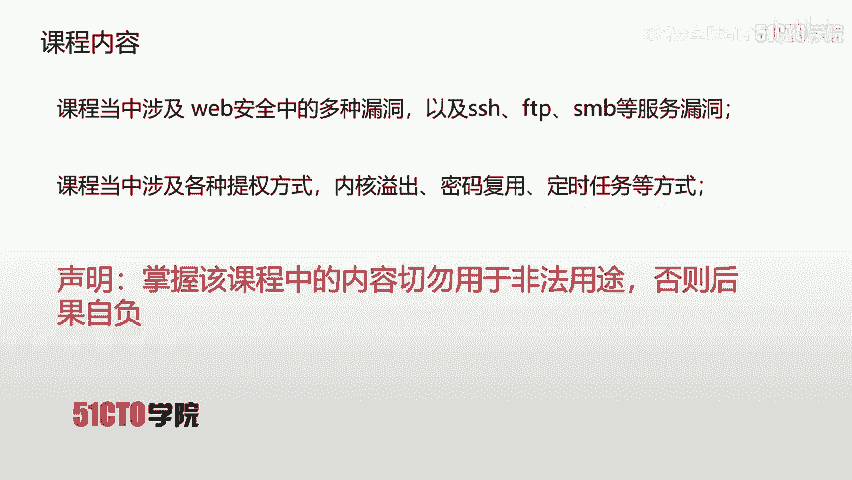 课程内容
51CTO学院
课程当中涉及 web安全中的多种漏洞，以及ssh、ftp、smb等服务漏洞；
课程当中涉及各种提权方式，内核溢出、密码复用、定时任务等方式；
声明：掌握该课程中的内容切勿用于非法用途，否则后
果自负
51CTO学院